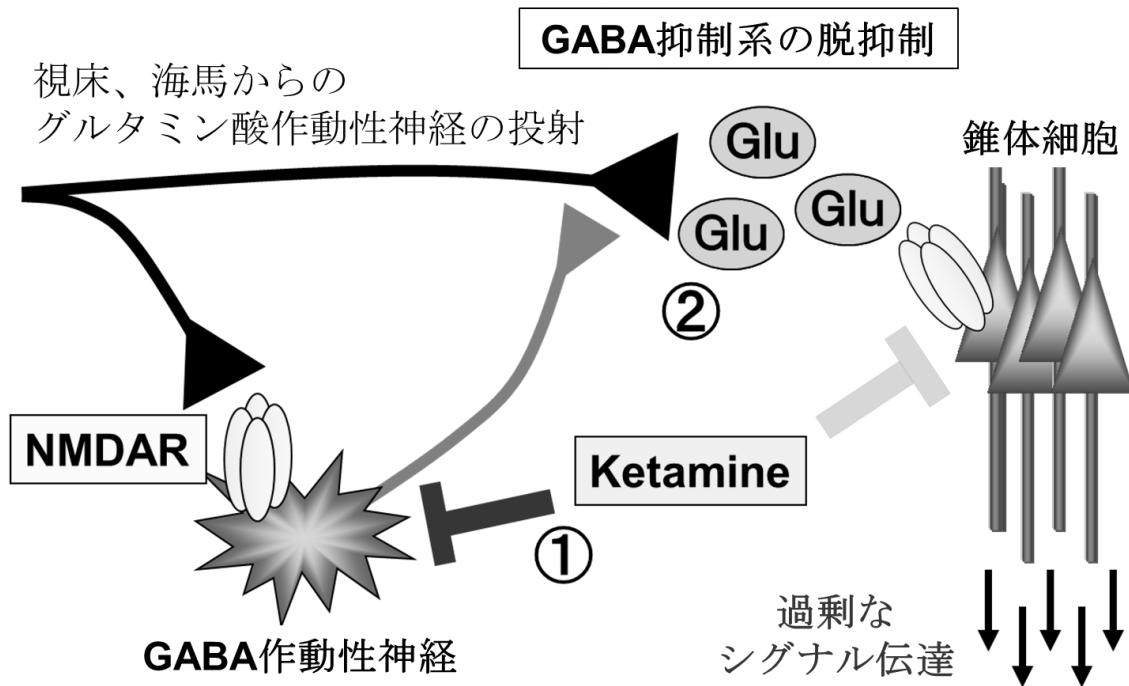 GABA抑制系の脱抑制
視床、海馬からの
グルタミン酸作動性神経の投射
Glu
Glu
Glu
錐体細胞
②
NMDAR
Ketamine
①
GABA作動性神経
過剰な
シグナル伝達